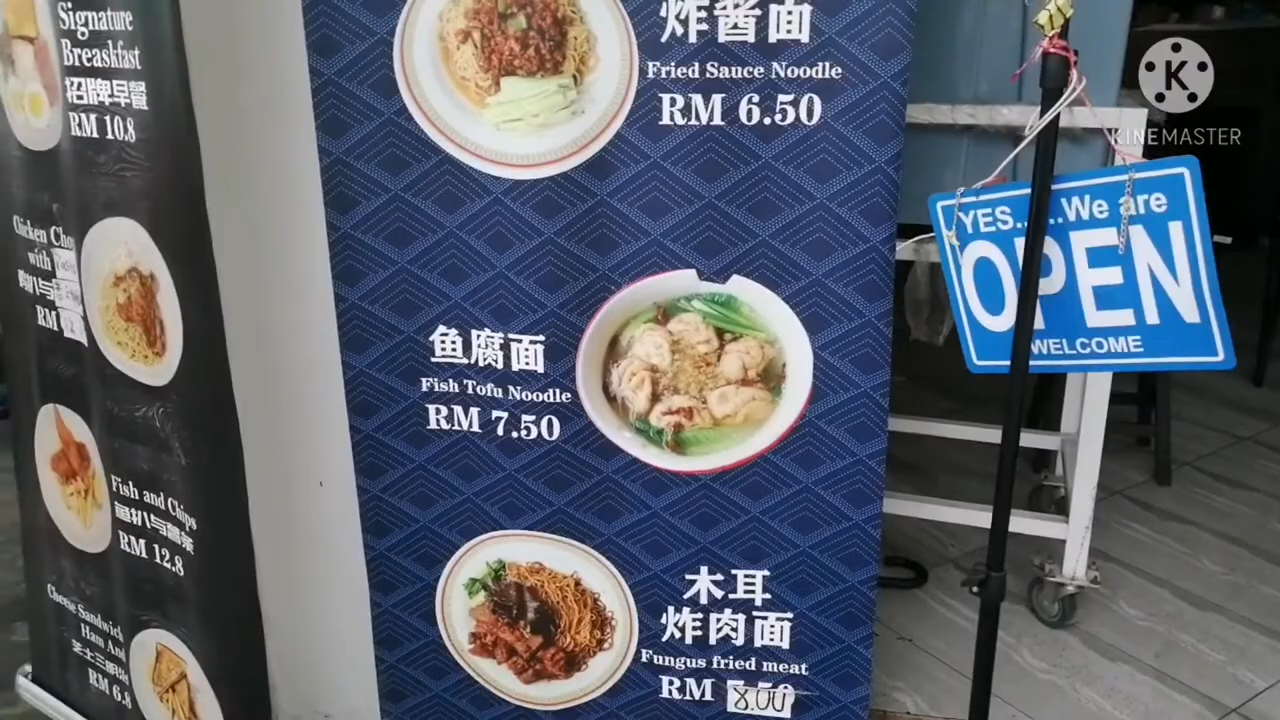 Signature
Breaskfast
招牌早餐
RM 10.8
Chicken Chop
with
RM
Fish and Chips
鱼扒与薯条
RM 12.8
Cheese Sandwich
Ham And
芝士三明治
RM 6.8
炸酱面
Fried Sauce Noodle
RM 6.50
鱼腐面
Fish Tofu Noodle
RM 7.50
木耳
炸肉面
Fungus fried meat
RM 8.00
YES.....We are
OPEN
WELCOME
K
KINEMASTER